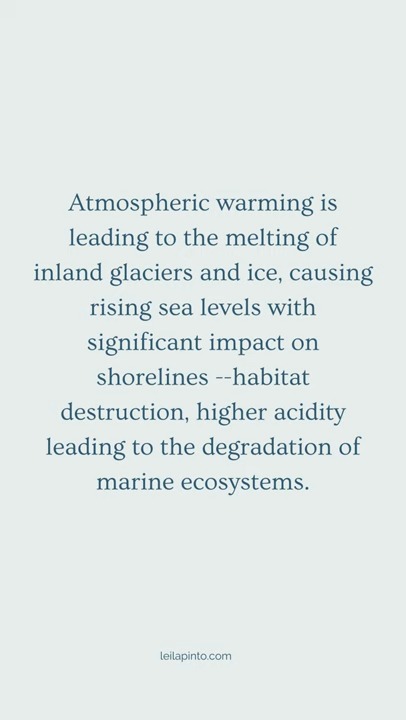 Atmospheric warming is
leading to the melting of
inland glaciers and ice, causing
rising sea levels with
significant impact on
shorelines --habitat
destruction, higher acidity
leading to the degradation of
marine ecosystems.
leilapinto.com